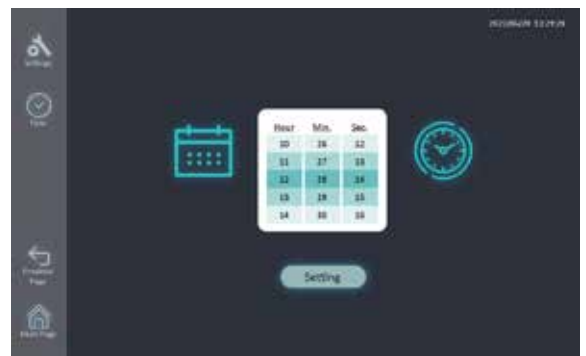 Settings
Time
Hour Min. Sec.
10 26 12
11 27 13
12 28 14
13 29 15
14 30 16
Setting
Previous
Page
Main Page